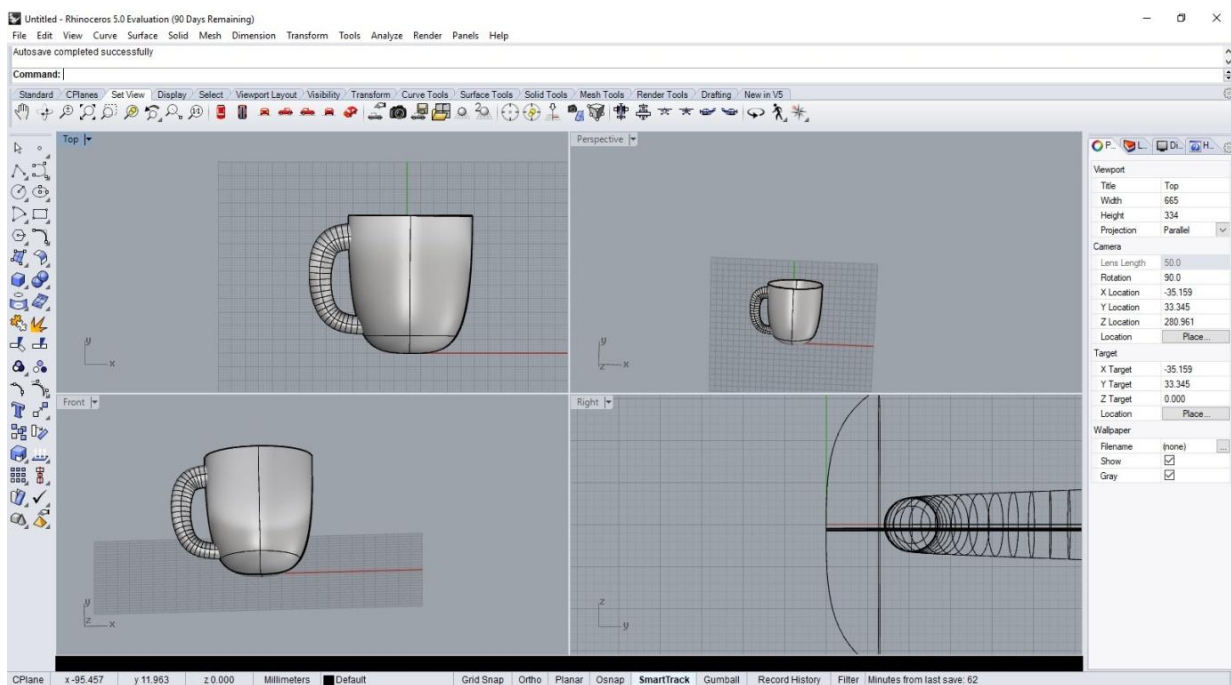 Untitled - Rhinoceros 5.0 Evaluation (90 Days Remaining)
File Edit View Curve Surface Solid Mesh Dimension Transform Tools Analyze Render Panels Help
Autosave completed successfully
Command:
Standard CPlanes Set View Display Select Viewport Layout Visibility Transform Curve Tools Surface Tools Solid Tools Mesh Tools Render Tools Drafting New in V5
Top
Perspective
P... L... Di... H...
Viewport
Title Top
Width 665
Height 334
Projection Parallel
Camera
Lens Length 50.0
Rotation 90.0
X Location -35.159
Y Location 33.345
Z Location 280.961
Location Place...
Target
X Target -35.159
Y Target 33.345
Z Target 0.000
Location Place...
Wallpaper
Filename (none) ...
Show
Gray
y
x
y
z x
Front
Right
y
z x
z
y
CPlane x -95.457 y 11.963 z 0.000 Millimeters Default Grid Snap Ortho Planar Osnap SmartTrack Gumball Record History Filter Minutes from last save: 62